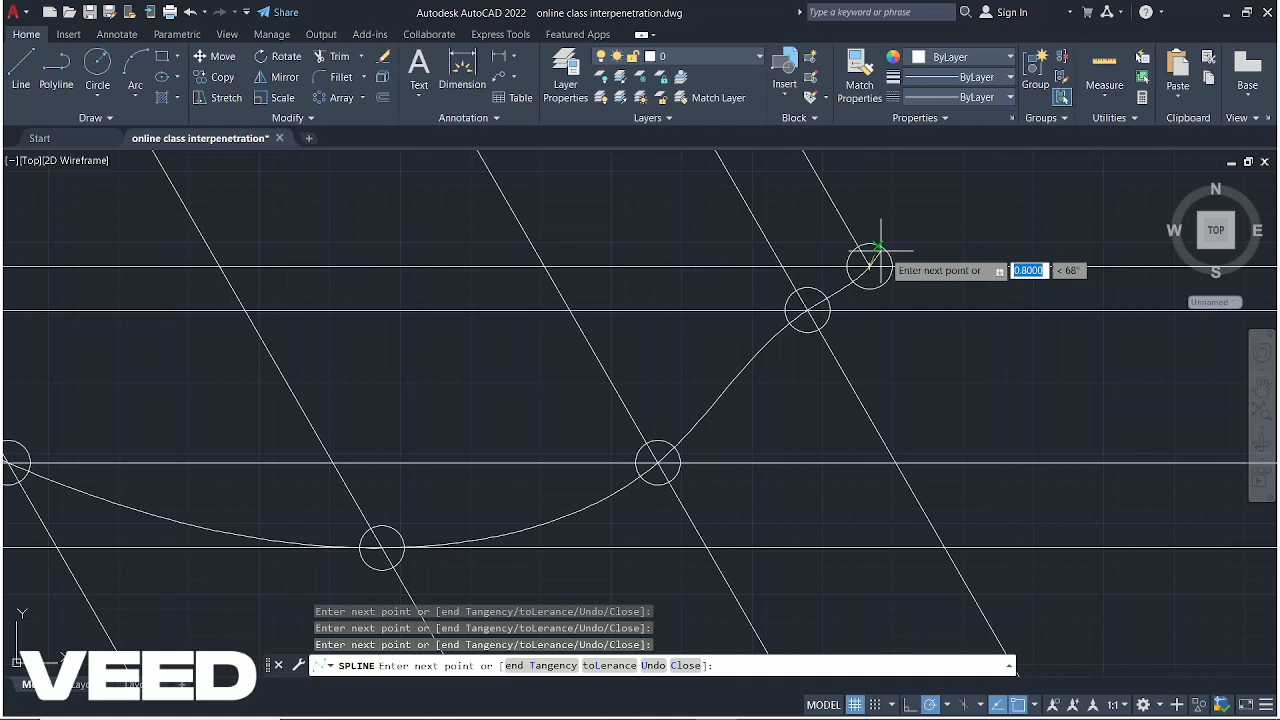 Share
Autodesk AutoCAD 2022 online class interpenetration.dwg
Type a keyword or phrase
Sign In
Home Insert Annotate Parametric View Manage Output Add-ins Collaborate Express Tools Featured Apps
Line Polyline Circle Arc
Move Rotate Trim
Copy Mirror Fillet
Stretch Scale Array
Text Dimension Table
Layer Properties
0
Match Layer
Insert
Match Properties
ByLayer
ByLayer
ByLayer
Group
Measure
Paste
Base
Draw Modify Annotation Layers Block Properties Groups Utilities Clipboard View
Start online class interpenetration*
[−][Top][2D Wireframe]
N
W TOP E
S
Unnamed
Enter next point or 0.8000 < 68°
Enter next point or [end Tangency/toLerance/Undo/Close]:
Enter next point or [end Tangency/toLerance/Undo/Close]:
Enter next point or [end Tangency/toLerance/Undo/Close]:
SPLINE Enter next point or [end Tangency toLerance Undo Close]:
Y
VEED
MODEL 1:1